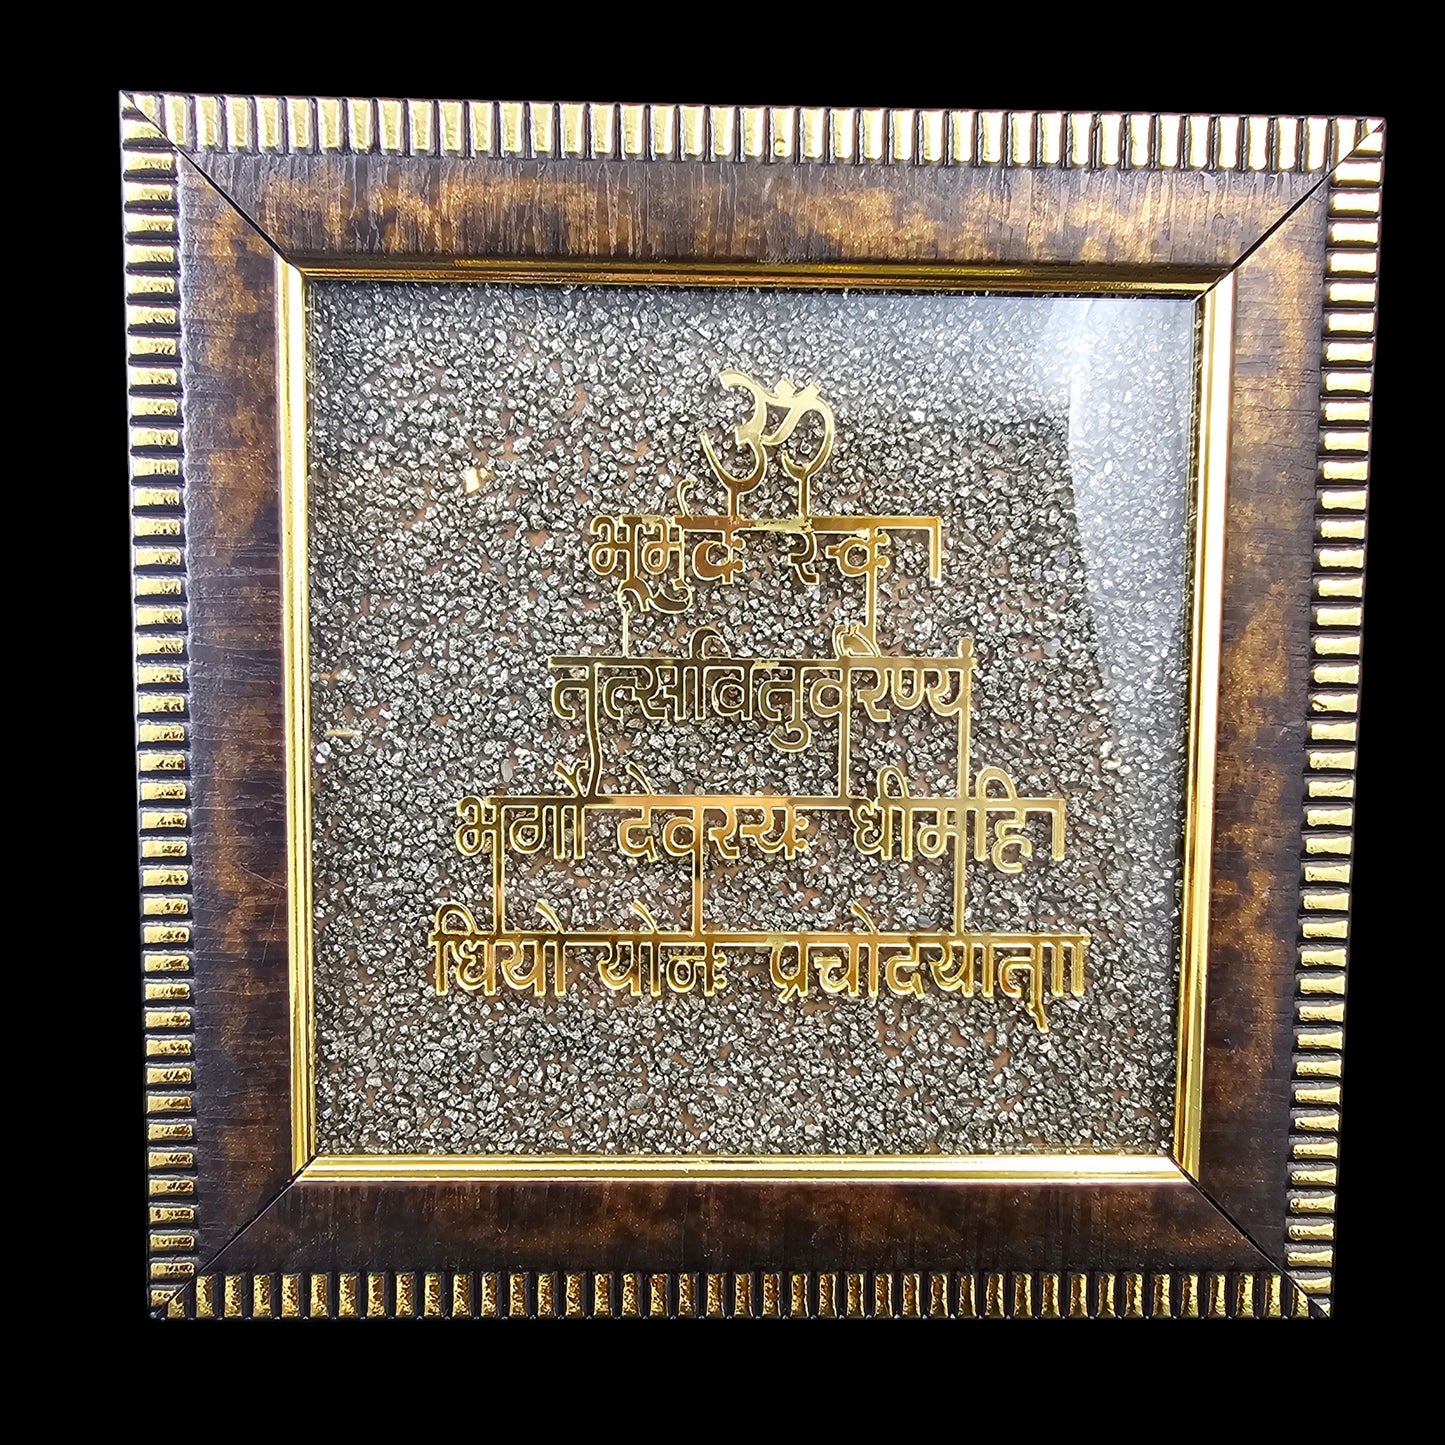 ॐ
भूर्भुवः स्वः ।
तत्सवितुर्वरेण्यं
भर्गो देवस्यः धीमहि।
धियो योनः प्रचोदयात्॥